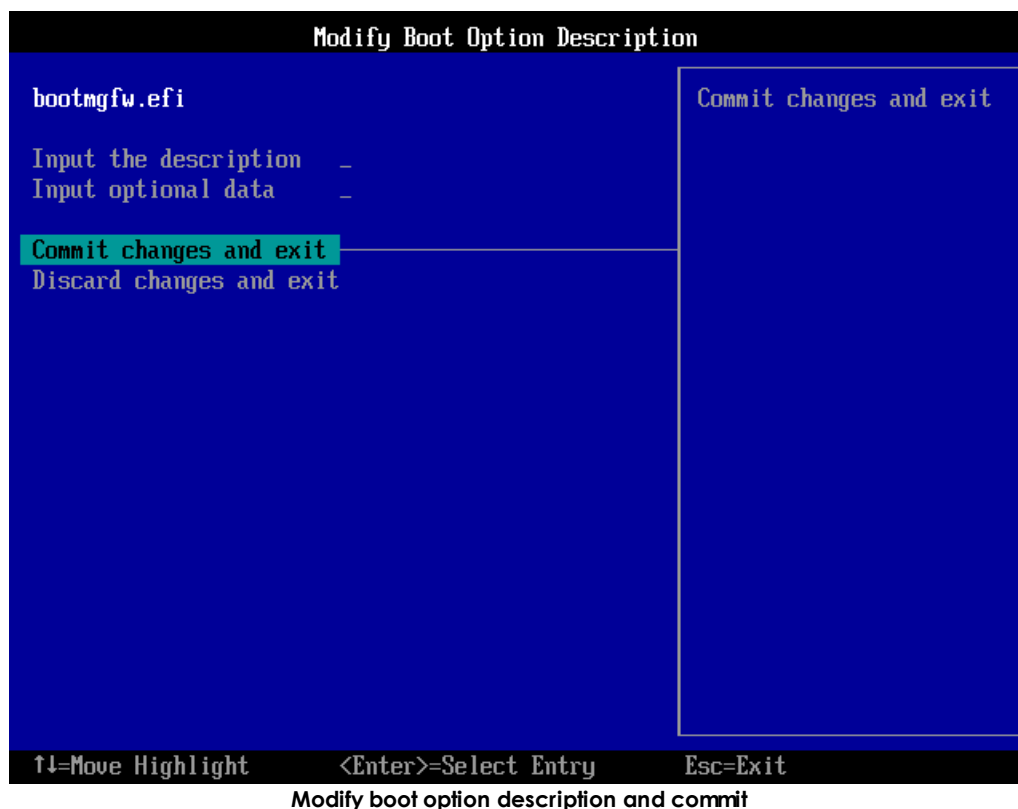 Modify Boot Option Description
bootmgfw.efi
Commit changes and exit
Input the description _
Input optional data _
Commit changes and exit
Discard changes and exit
↑↓=Move Highlight <Enter>=Select Entry Esc=Exit
Modify boot option description and commit